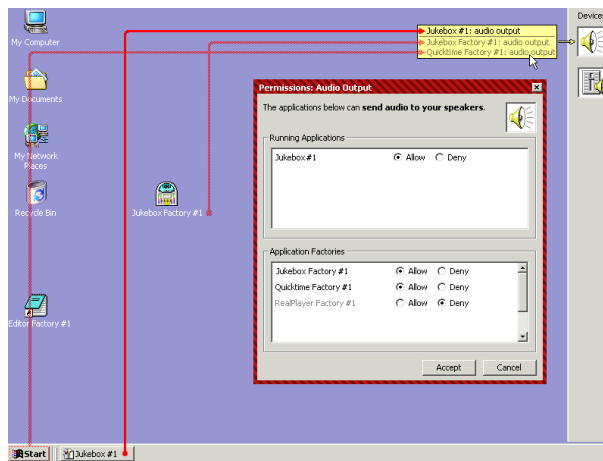 Device
Jukebox #1: audio output
Jukebox Factory #1: audio output
Quicktime Factory #1: audio output
My Computer
My Documents
My Network
Places
Recycle Bin
Jukebox Factory #1
Editor Factory #1
Permissions: Audio Output
The applications below can send audio to your speakers.
Running Applications
Jukebox #1 Allow Deny
Application Factories
Jukebox Factory #1 Allow Deny
Quicktime Factory #1 Allow Deny
RealPlayer Factory #1 Allow Deny
Accept Cancel
Start Jukebox #1